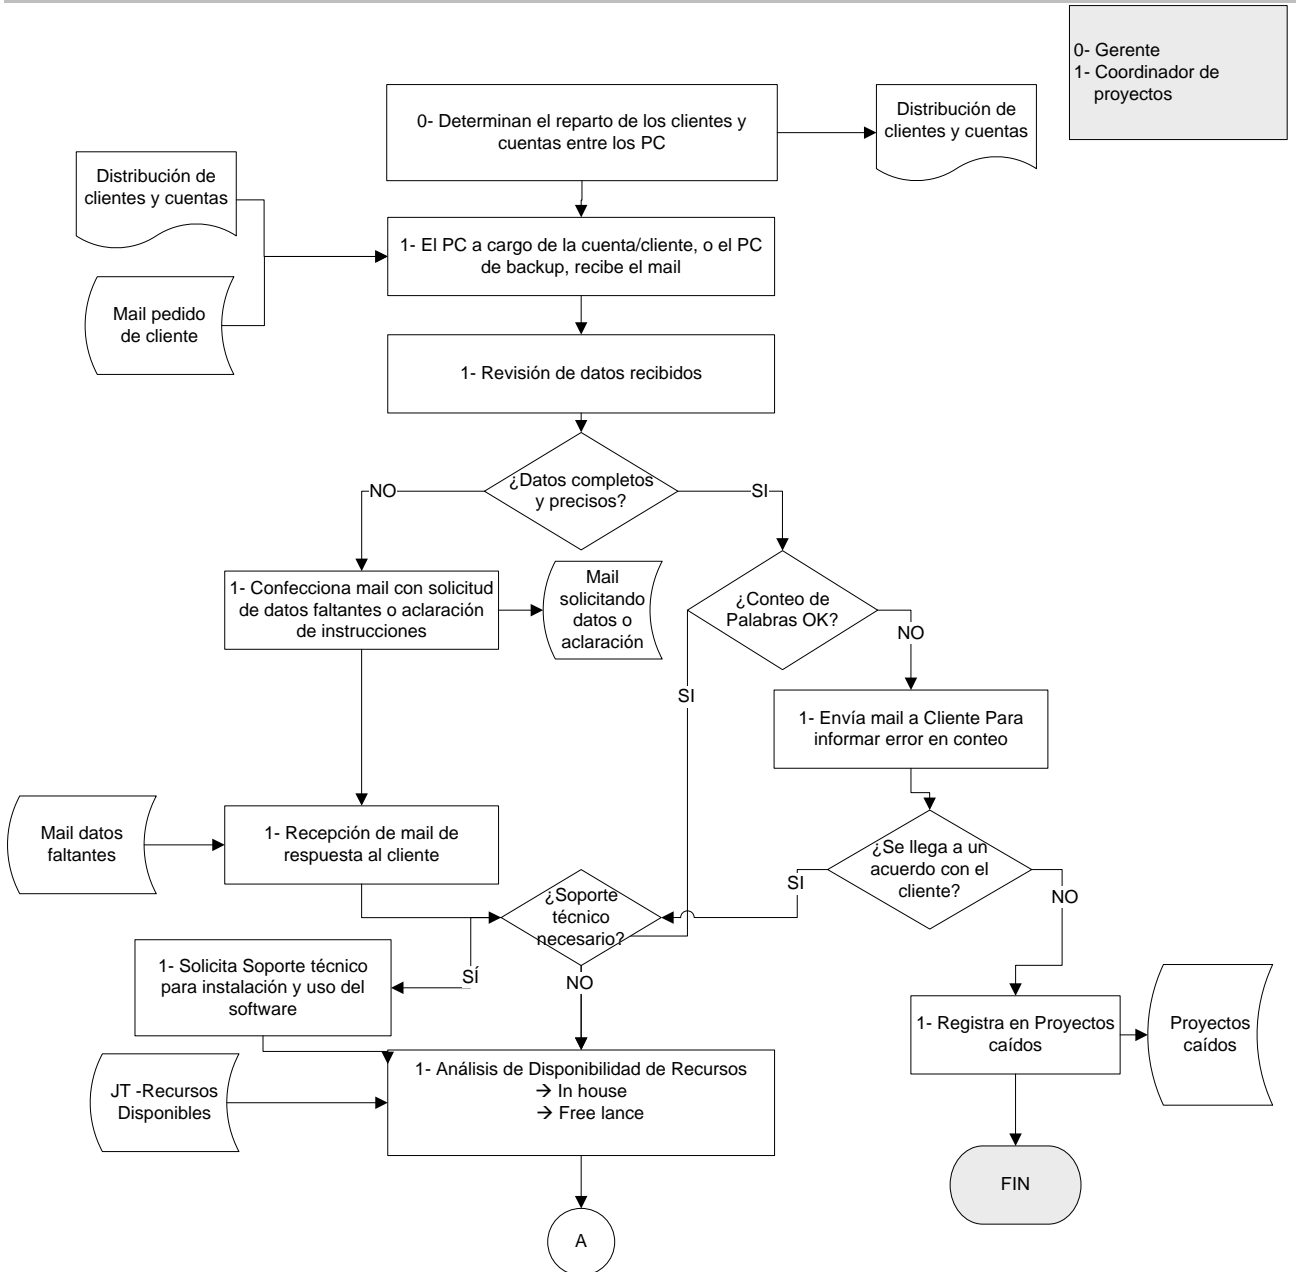 0- Gerente
1- Coordinador de
proyectos
0- Determinan el reparto de los clientes y
cuentas entre los PC
Distribución de
clientes y cuentas
Distribución de
clientes y cuentas
1- El PC a cargo de la cuenta/cliente, o el PC
de backup, recibe el mail
Mail pedido
de cliente
1- Revisión de datos recibidos
¿Datos completos
y precisos?
NO
SI
1- Confecciona mail con solicitud
de datos faltantes o aclaración
de instrucciones
Mail
solicitando
datos o
aclaración
¿Conteo de
Palabras OK?
NO
SI
1- Envía mail a Cliente Para
informar error en conteo
Mail datos
faltantes
1- Recepción de mail de
respuesta al cliente
¿Se llega a un
acuerdo con el
cliente?
SI
NO
¿Soporte
técnico
necesario?
SÍ
NO
1- Solicita Soporte técnico
para instalación y uso del
software
1- Registra en Proyectos
caídos
Proyectos
caídos
JT -Recursos
Disponibles
1- Análisis de Disponibilidad de Recursos
→ In house
→ Free lance
FIN
A